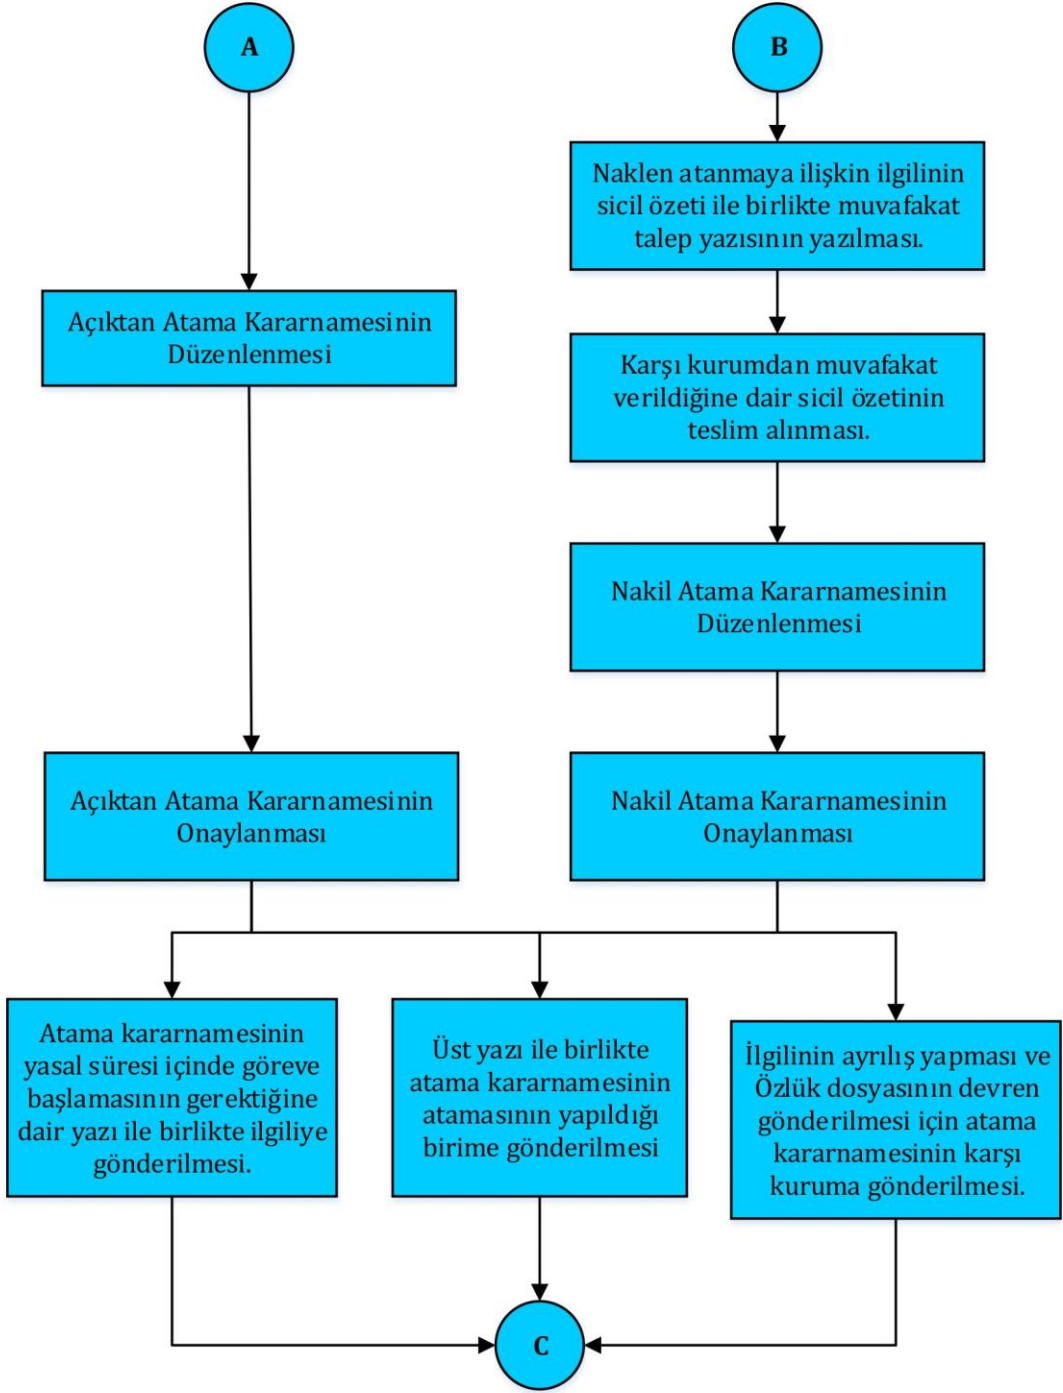 A
B
Naklen atanmaya ilişkin ilgilinin
sicil özeti ile birlikte muvafakat
talep yazısının yazılması.
Açıktan Atama Kararnamesinin
Düzenlenmesi
Karşı kurumdan muvafakat
verildiğine dair sicil özetinin
teslim alınması.
Nakil Atama Kararnamesinin
Düzenlenmesi
Açıktan Atama Kararnamesinin
Onaylanması
Nakil Atama Kararnamesinin
Onaylanması
Atama kararnamesinin
yasal süresi içinde göreve
başlamasının gerektiğine
dair yazı ile birlikte ilgiliye
gönderilmesi.
Üst yazı ile birlikte
atama kararnamesinin
atamasının yapıldığı
birime gönderilmesi
İlgilinin ayrılış yapması ve
Özlük dosyasının devren
gönderilmesi için atama
kararnamesinin karşı
kuruma gönderilmesi.
C